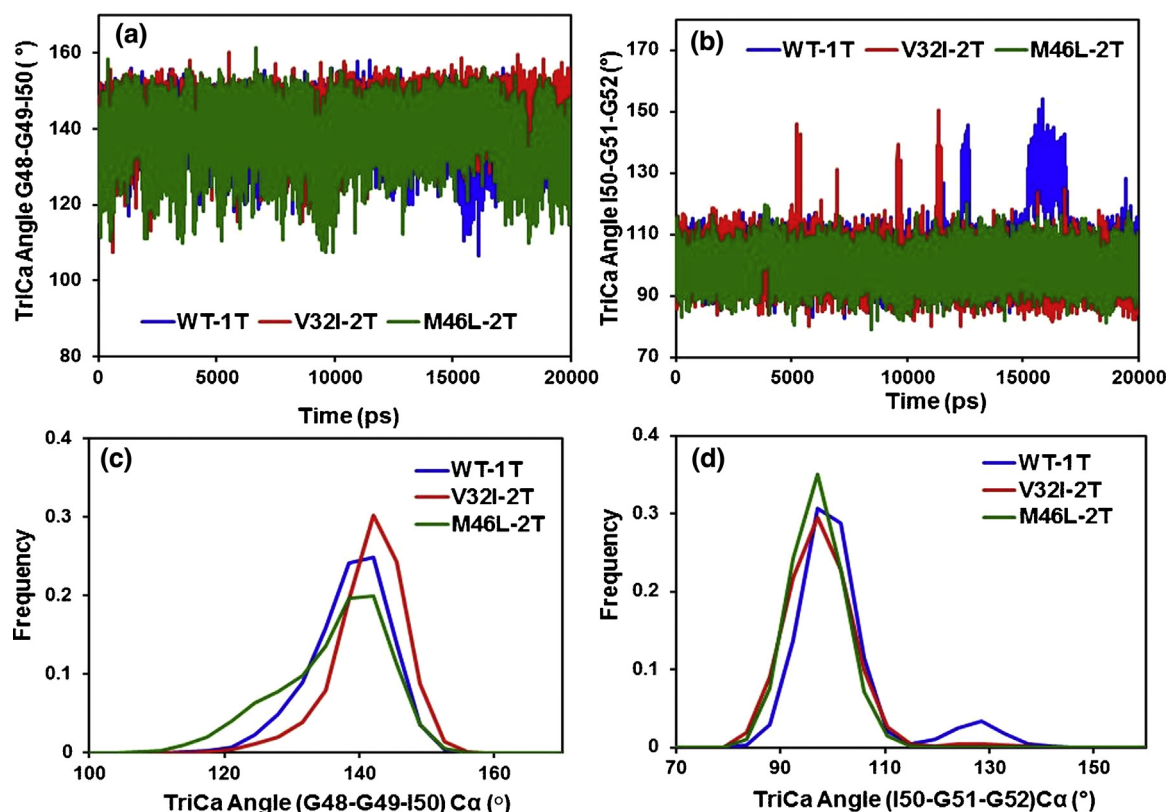 (a)
TriCa Angle G48-G49-I50 (°)
160
140
120
100
80
WT-1T V32I-2T M46L-2T
0 5000 10000 15000 20000
Time (ps)
(b)
TriCa Angle I50-G51-G52 (°)
170
150
130
110
90
70
WT-1T V32I-2T M46L-2T
0 5000 10000 15000 20000
Time (ps)
(c)
Frequency
0.4
0.3
0.2
0.1
0
WT-1T
V32I-2T
M46L-2T
100 120 140 160
TriCa Angle (G48-G49-I50) Cα (°)
(d)
Frequency
0.4
0.3
0.2
0.1
0
WT-1T
V32I-2T
M46L-2T
70 90 110 130 150
TriCa Angle (I50-G51-G52)Cα (°)